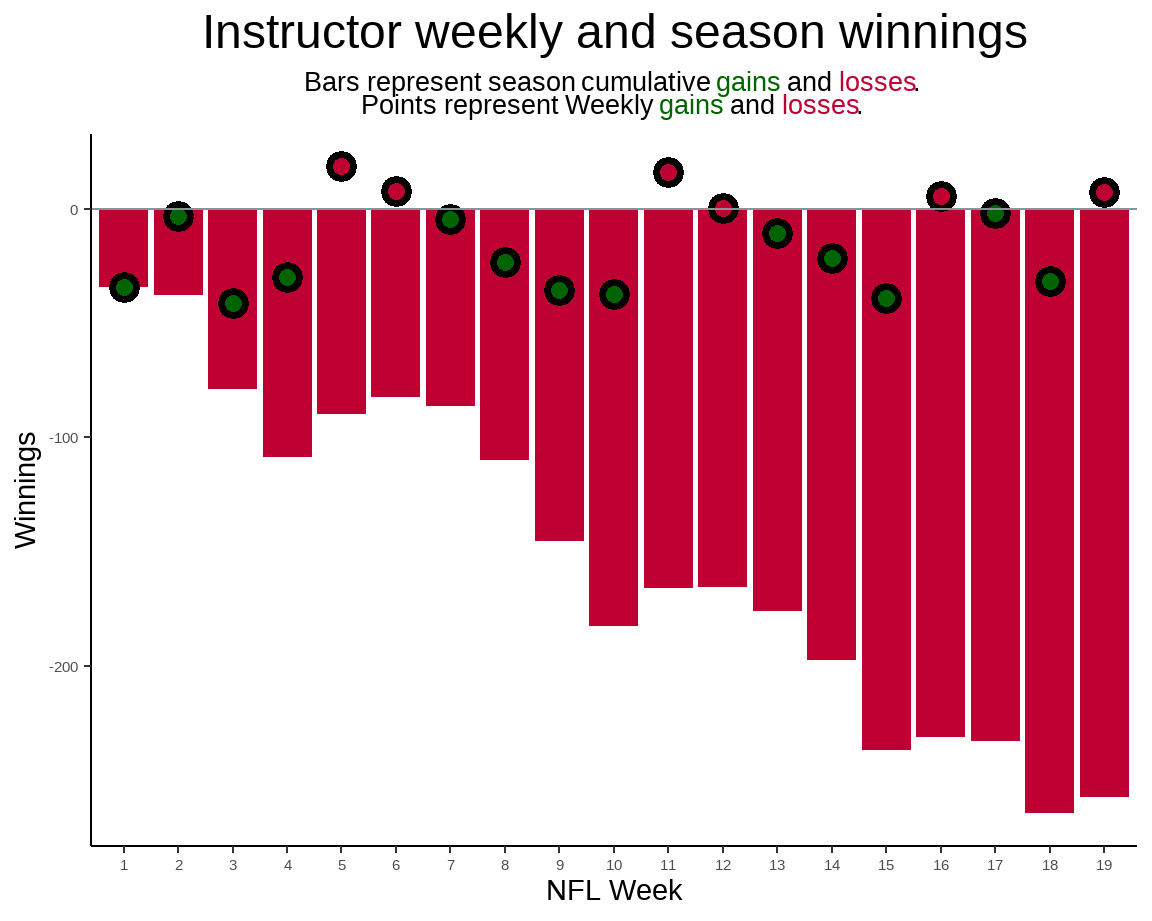 Instructor weekly and season winnings
Bars represent season cumulative gains and losses.
Points represent Weekly gains and losses.
Winnings
0
-100
-200
1 2 3 4 5 6 7 8 9 10 11 12 13 14 15 16 17 18 19
NFL Week